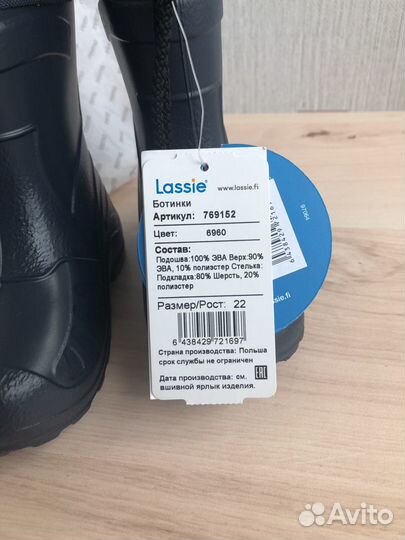 Lassie® www.lassie.fi
Ботинки
Артикул: 769152
Цвет: 6960
Состав:
Подошва:100% ЭВА Верх:90%
ЭВА, 10% полиэстер Стелька:
Подкладка:80% Шерсть, 20%
полиэстер
Размер/Рост: 22
6 438429 721697
Страна производства: Польша
срок службы не ограничен
Дата производства: см.
вшивной ярлык изделия.
EAC
Avito